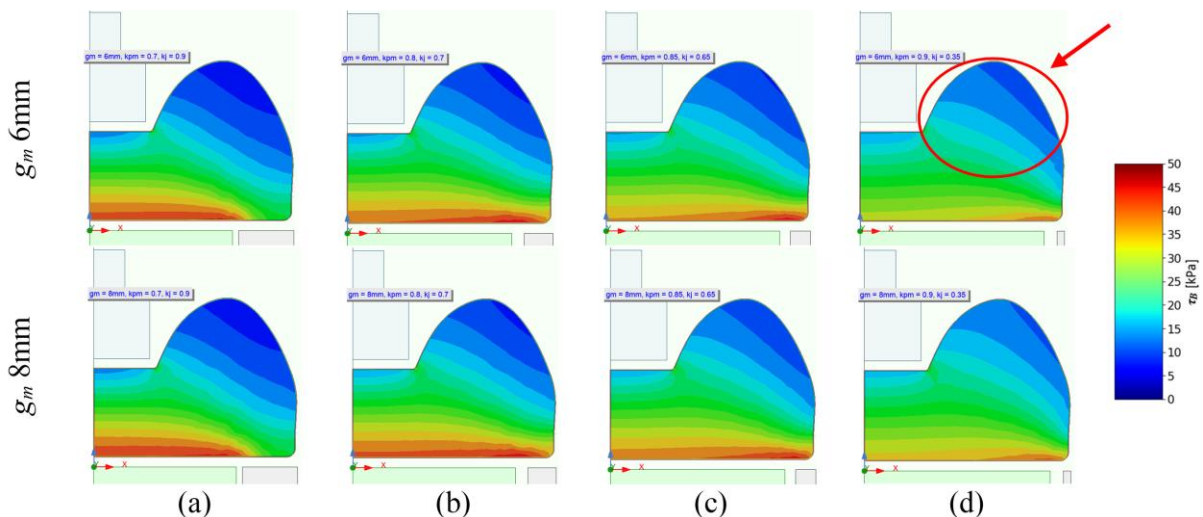 gₘ 6mm
gm = 6mm, kpm = 0.7, kj = 0.9
gm = 6mm, kpm = 0.8, kj = 0.7
gm = 6mm, kpm = 0.85, kj = 0.65
gm = 6mm, kpm = 0.9, kj = 0.35
Y X
Y X
Y X
Y X
gₘ 8mm
gm = 8mm, kpm = 0.7, kj = 0.9
gm = 8mm, kpm = 0.8, kj = 0.7
gm = 8mm, kpm = 0.85, kj = 0.65
gm = 8mm, kpm = 0.9, kj = 0.35
Y X
Y X
Y X
Y X
50
45
40
35
30
25
20
15
10
5
0
τB [kPa]
(a)
(b)
(c)
(d)